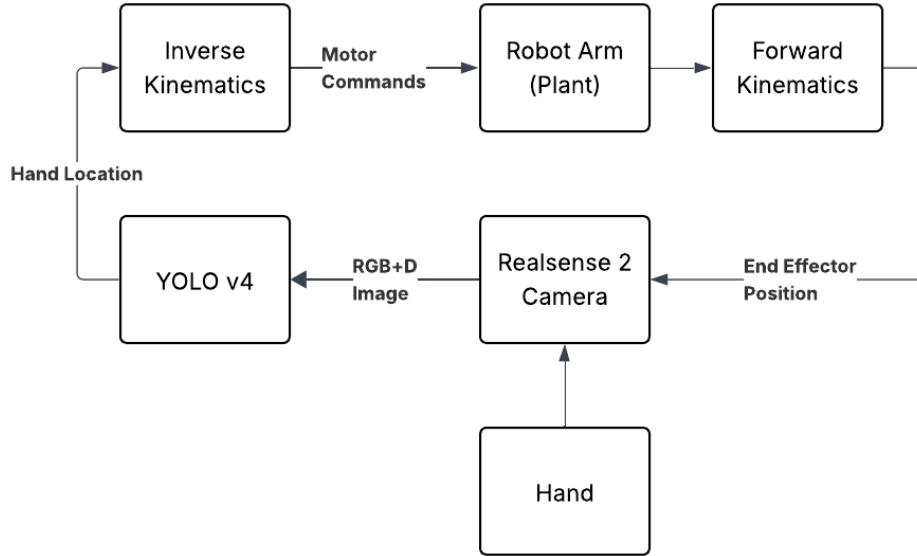 Inverse
Kinematics
Motor
Commands
Robot Arm
(Plant)
Forward
Kinematics
Hand Location
YOLO v4
RGB+D
Image
Realsense 2
Camera
End Effector
Position
Hand